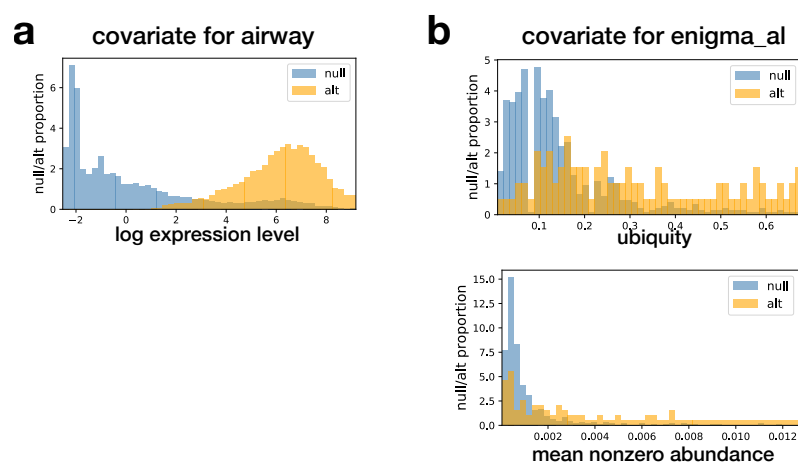 a
covariate for airway
null/alt proportion
6
4
2
0
null
alt
−2
0
2
4
6
8
log expression level
b
covariate for enigma_al
null/alt proportion
5
4
3
2
1
0
null
alt
0.1
0.2
0.3
0.4
0.5
0.6
ubiquity
null/alt proportion
15.0
12.5
10.0
7.5
5.0
2.5
0.0
null
alt
0.002
0.004
0.006
0.008
0.010
0.012
mean nonzero abundance